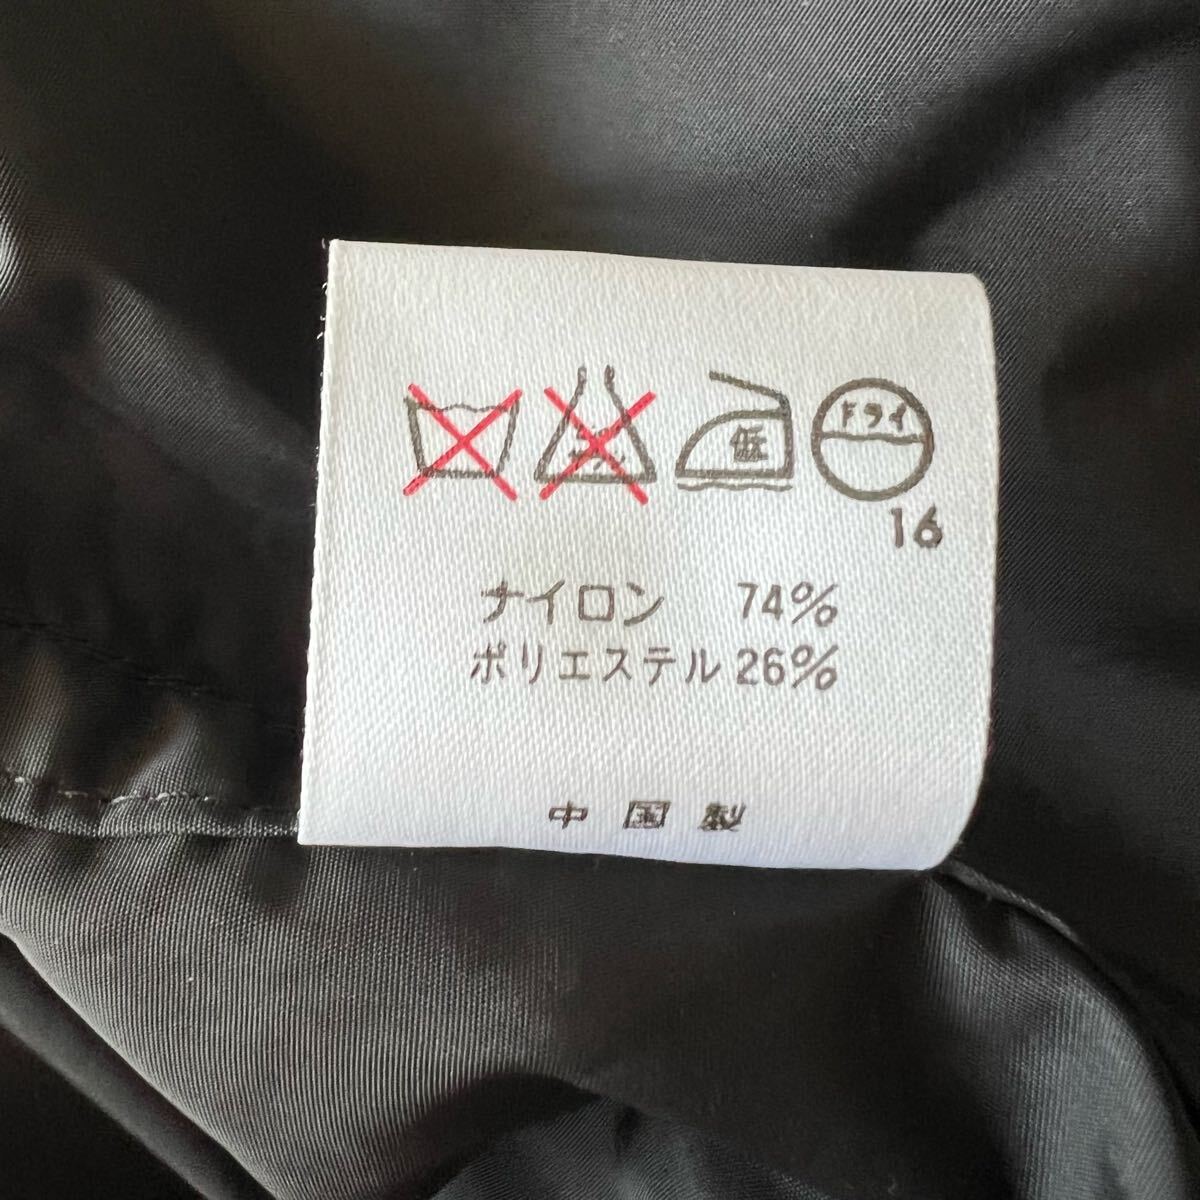 低 ドライ
16
ナイロン 74%
ポリエステル 26%
中国製